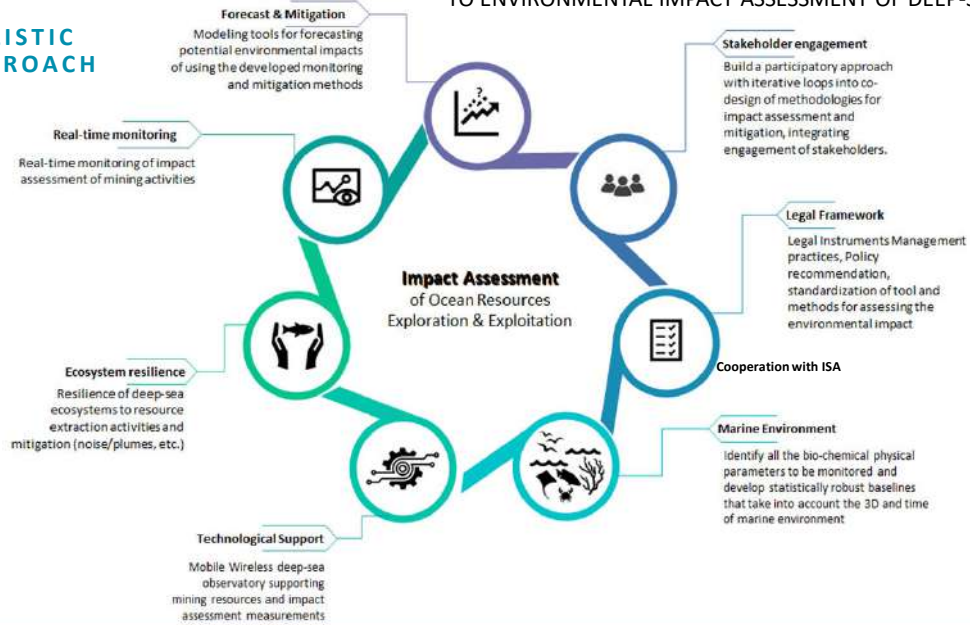 TO ENVIRONMENTAL IMPACT ASSESSMENT OF DEEP-S
ISTIC
ROACH
Forecast & Mitigation
Modeling tools for forecasting
potential environmental impacts
of using the developed monitoring
and mitigation methods
Stakeholder engagement
Build a participatory approach
with iterative loops into co-
design of methodologies for
impact assessment and
mitigation, integrating
engagement of stakeholders.
Real-time monitoring
Real-time monitoring of impact
assessment of mining activities
?
Legal Framework
Legal Instruments Management
practices, Policy
recommendation,
standardization of tool and
methods for assessing the
environmental impact
Impact Assessment
of Ocean Resources
Exploration & Exploitation
Cooperation with ISA
Ecosystem resilience
Resilience of deep-sea
ecosystems to resource
extraction activities and
mitigation (noise/plumes, etc.)
Marine Environment
Identify all the bio-chemical physical
parameters to be monitored and
develop statistically robust baselines
that take into account the 3D and time
of marine environment
Technological Support
Mobile Wireless deep-sea
observatory supporting
mining resources and impact
assessment measurements